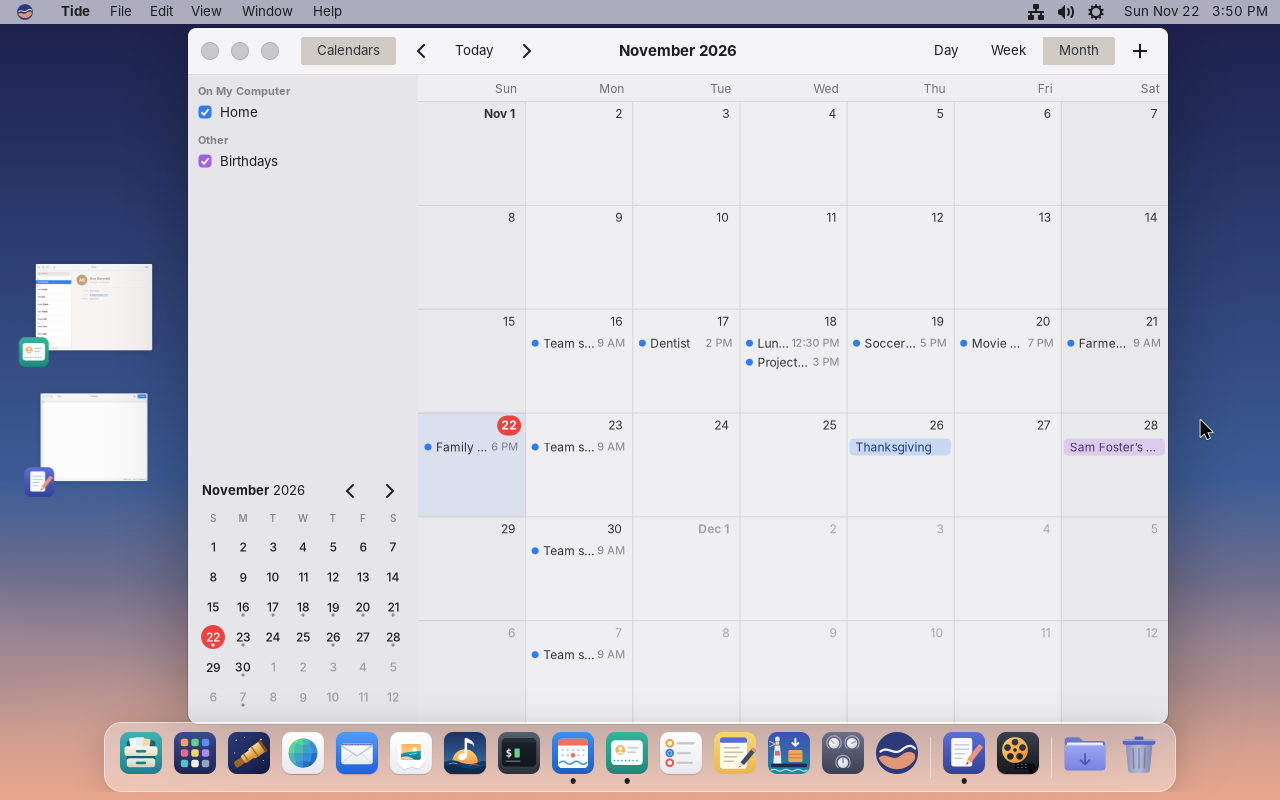 Tide File Edit View Window Help Sun Nov 22 3:50 PM
Calendars Today November 2026 Day Week Month
On My Computer
Home
Other
Birthdays
Sun Mon Tue Wed Thu Fri Sat
Nov 1 2 3 4 5 6 7
8 9 10 11 12 13 14
15 16 17 18 19 20 21
Team s... 9 AM Dentist 2 PM Lun... 12:30 PM Soccer... 5 PM Movie ... 7 PM Farme... 9 AM
Project... 3 PM
22 23 24 25 26 27 28
Family ... 6 PM Team s... 9 AM Thanksgiving Sam Foster's ...
29 30 Dec 1 2 3 4 5
Team s... 9 AM
6 7 8 9 10 11 12
Team s... 9 AM
November 2026
S M T W T F S
1 2 3 4 5 6 7
8 9 10 11 12 13 14
15 16 17 18 19 20 21
22 23 24 25 26 27 28
29 30 1 2 3 4 5
6 7 8 9 10 11 12
$